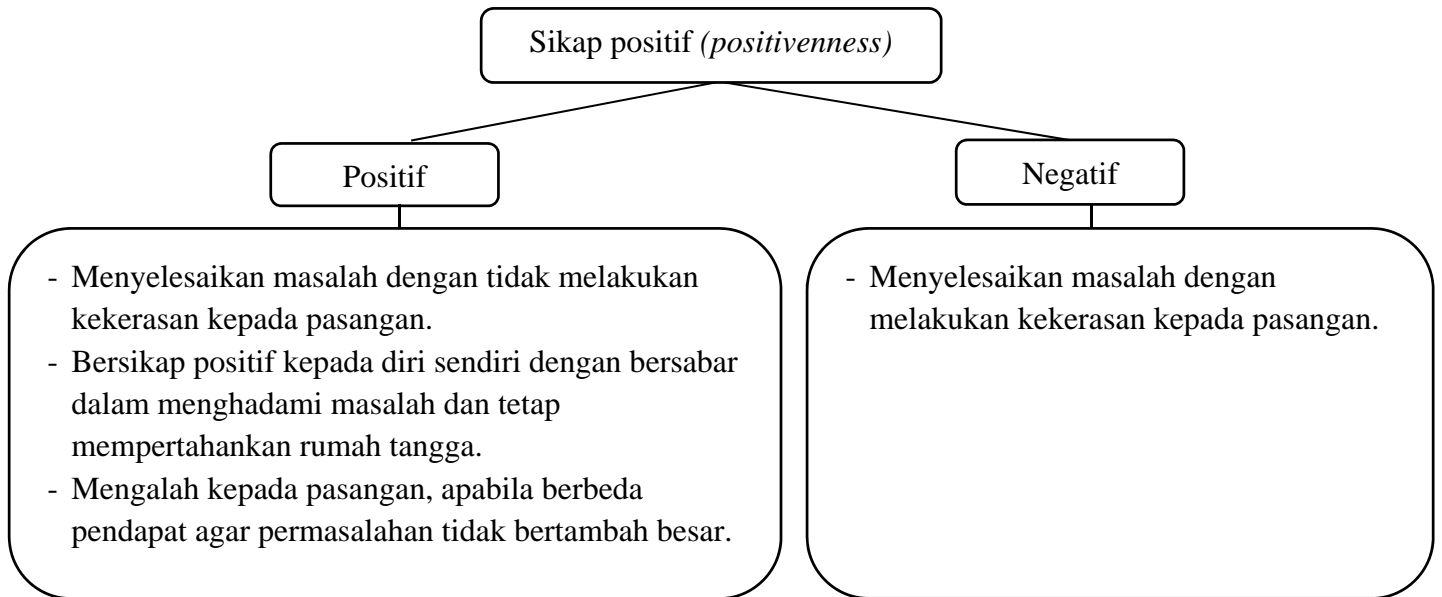 Sikap positif (positivenness)
Positif
Negatif
- Menyelesaikan masalah dengan tidak melakukan
kekerasan kepada pasangan.
- Bersikap positif kepada diri sendiri dengan bersabar
dalam menghadami masalah dan tetap
mempertahankan rumah tangga.
- Mengalah kepada pasangan, apabila berbeda
pendapat agar permasalahan tidak bertambah besar.
- Menyelesaikan masalah dengan
melakukan kekerasan kepada pasangan.